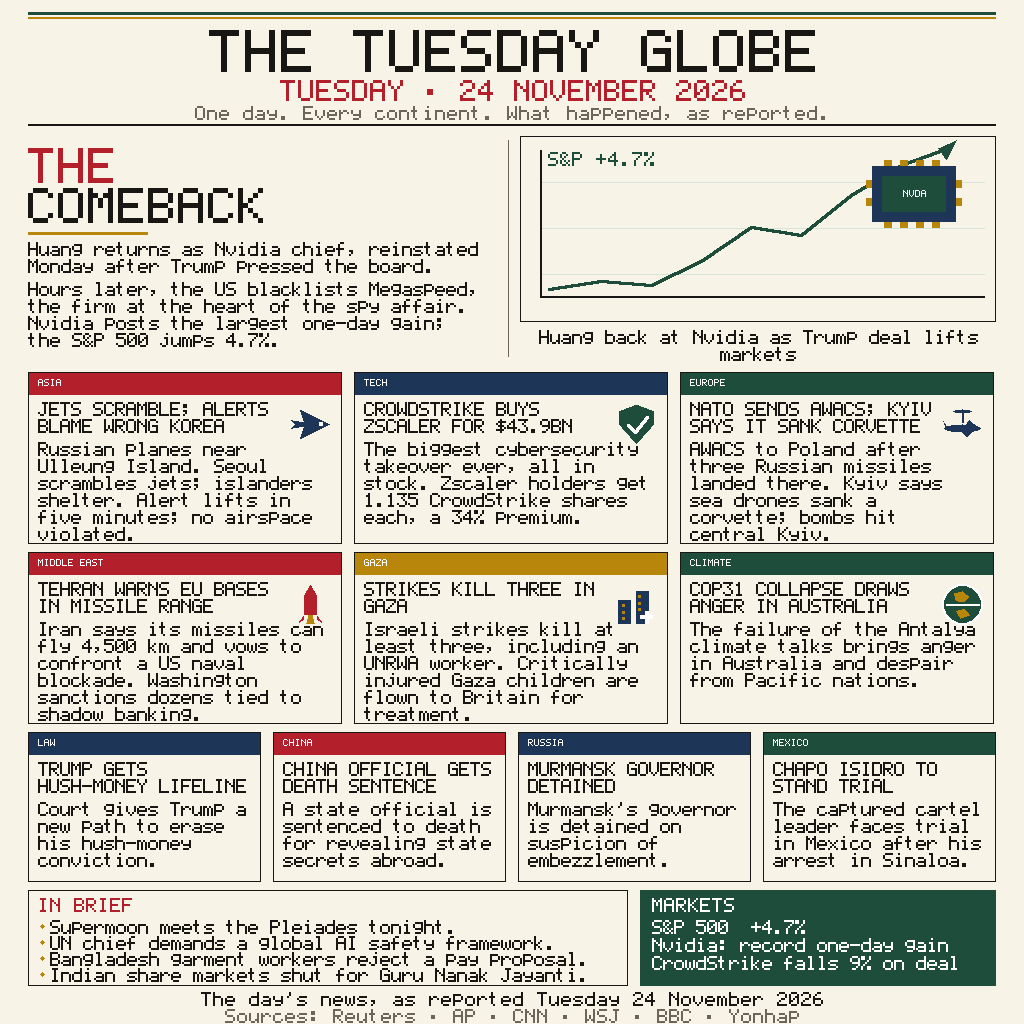 THE TUESDAY GLOBE
TUESDAY · 24 NOVEMBER 2026
One day. Every continent. What happened, as reported.
THE
COMEBACK
Huang returns as Nvidia chief, reinstated
Monday after Trump pressed the board.
Hours later, the US blacklists Megaspeed,
the firm at the heart of the spy affair.
Nvidia posts the largest one-day gain;
the S&P 500 jumps 4.7%.
S&P +4.7%
NVDA
Huang back at Nvidia as Trump deal lifts
markets
ASIA
JETS SCRAMBLE; ALERTS
BLAME WRONG KOREA
Russian planes near
Ulleung Island. Seoul
scrambles jets; islanders
shelter. Alert lifts in
five minutes; no airspace
violated.
TECH
CROWDSTRIKE BUYS
ZSCALER FOR $43.9BN
The biggest cybersecurity
takeover ever, all in
stock. Zscaler holders get
1.135 CrowdStrike shares
each, a 34% premium.
EUROPE
NATO SENDS AWACS; KYIV
SAYS IT SANK CORVETTE
AWACS to Poland after
three Russian missiles
landed there. Kyiv says
sea drones sank a
corvette; bombs hit
central Kyiv.
MIDDLE EAST
TEHRAN WARNS EU BASES
IN MISSILE RANGE
Iran says its missiles can
fly 4,500 km and vows to
confront a US naval
blockade. Washington
sanctions dozens tied to
shadow banking.
GAZA
STRIKES KILL THREE IN
GAZA
Israeli strikes kill at
least three, including an
UNRWA worker. Critically
injured Gaza children are
flown to Britain for
treatment.
CLIMATE
COP31 COLLAPSE DRAWS
ANGER IN AUSTRALIA
The failure of the Antalya
climate talks brings anger
in Australia and despair
from Pacific nations.
LAW
TRUMP GETS
HUSH-MONEY LIFELINE
Court gives Trump a
new path to erase
his hush-money
conviction.
CHINA
CHINA OFFICIAL GETS
DEATH SENTENCE
A state official is
sentenced to death
for revealing state
secrets abroad.
RUSSIA
MURMANSK GOVERNOR
DETAINED
Murmansk's governor
is detained on
suspicion of
embezzlement.
MEXICO
CHAPO ISIDRO TO
STAND TRIAL
The captured cartel
leader faces trial
in Mexico after his
arrest in Sinaloa.
IN BRIEF
·Supermoon meets the Pleiades tonight.
·UN chief demands a global AI safety framework.
·Bangladesh garment workers reject a pay proposal.
·Indian share markets shut for Guru Nanak Jayanti.
MARKETS
S&P 500 +4.7%
Nvidia: record one-day gain
CrowdStrike falls 9% on deal
The day's news, as reported Tuesday 24 November 2026
Sources: Reuters · AP · CNN · WSJ · BBC · Yonhap